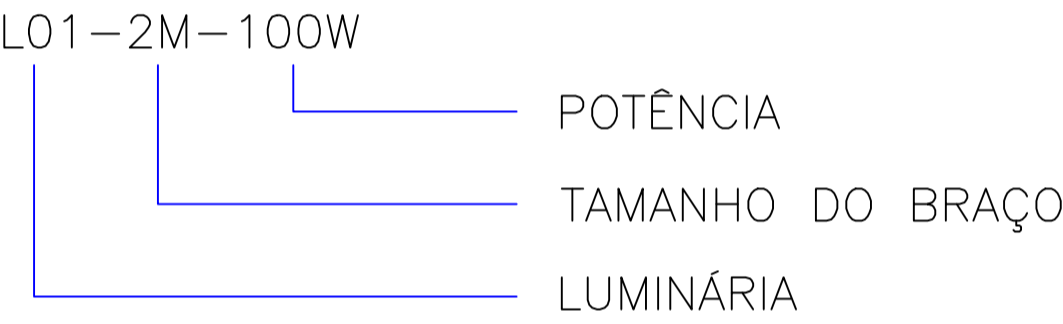 L01-2M-100W
POTÊNCIA
TAMANHO DO BRAÇO
LUMINÁRIA